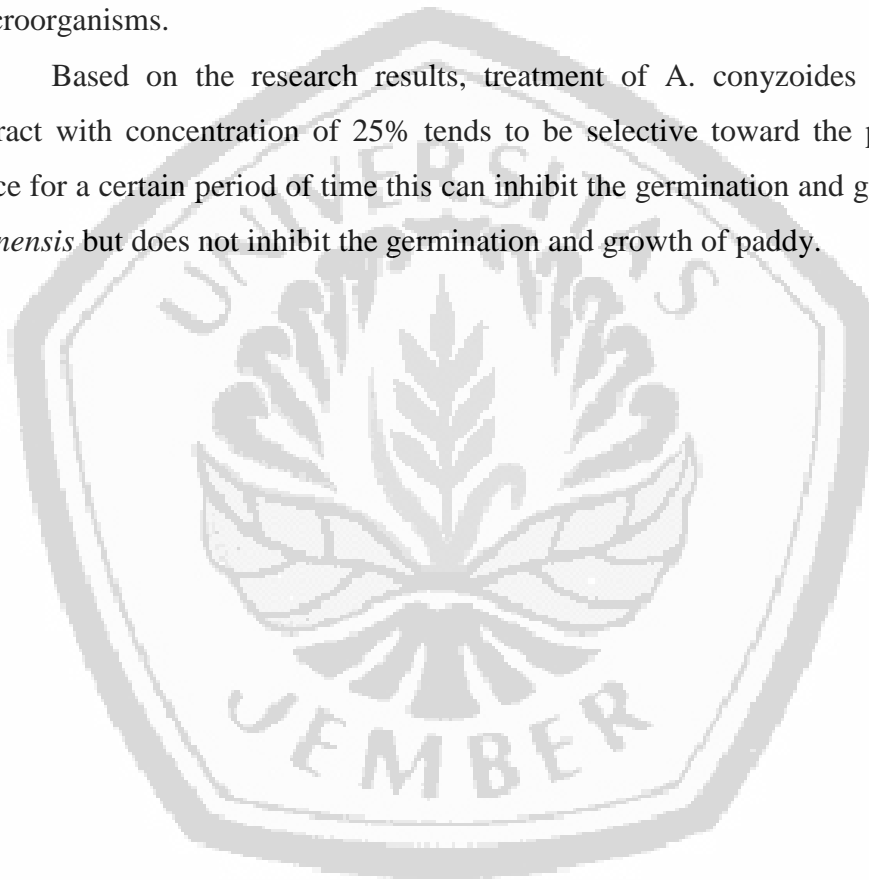 croorganisms.
Based on the research results, treatment of A. conyzoides
ract with concentration of 25% tends to be selective toward the p
ce for a certain period of time this can inhibit the germination and g
nensis but does not inhibit the germination and growth of paddy.
UNIVERSITAS
JEMBER